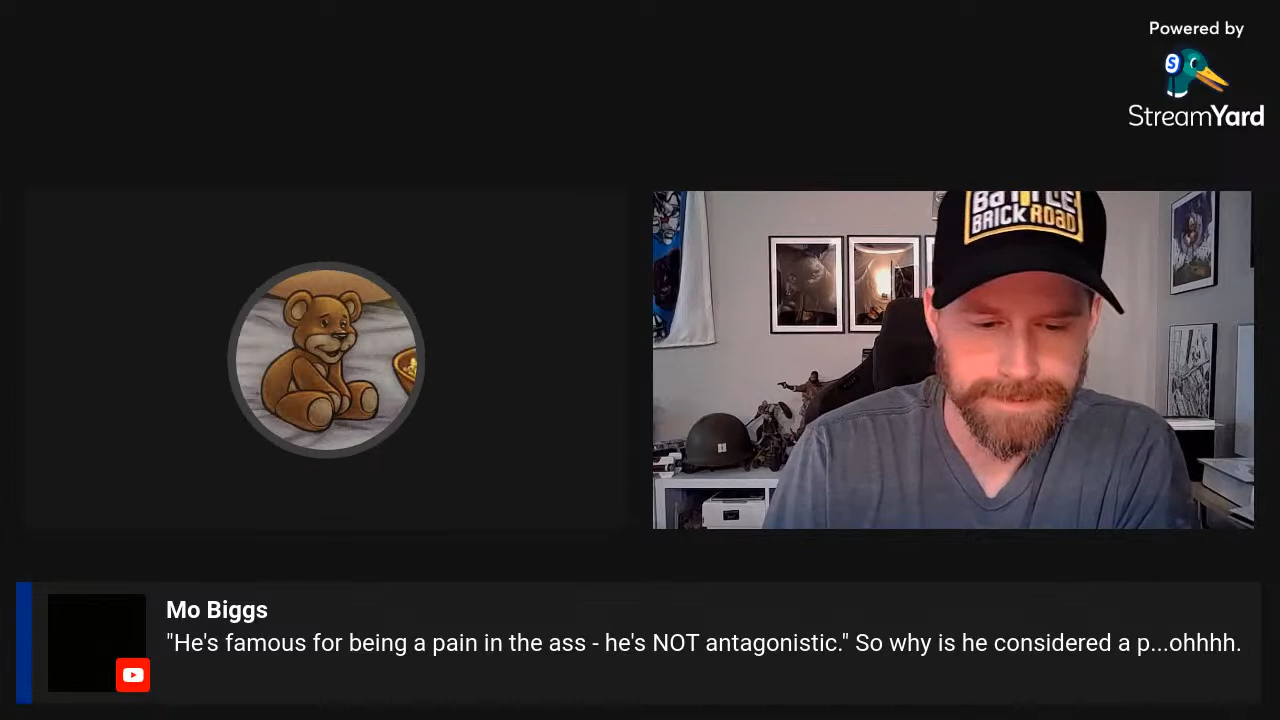 Powered by
S
StreamYard
BATTLE
BRICK ROAD
Mo Biggs
"He's famous for being a pain in the ass - he's NOT antagonistic." So why is he considered a p...ohhhh.